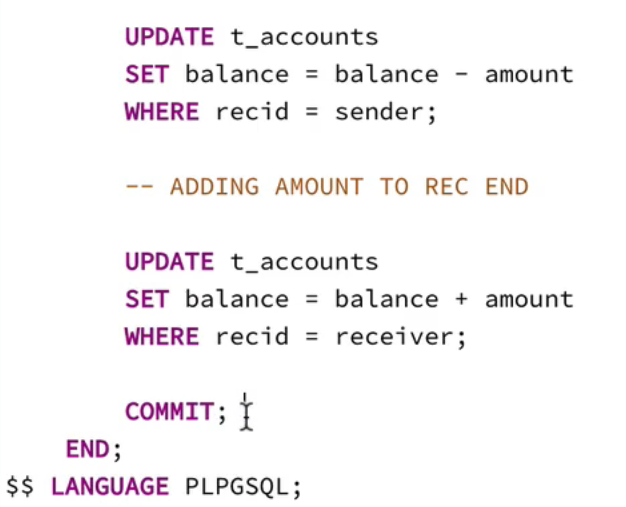 UPDATE t_accounts
SET balance = balance - amount
WHERE recid = sender;
-- ADDING AMOUNT TO REC END
UPDATE t_accounts
SET balance = balance + amount
WHERE recid = receiver;
COMMIT;
END;
$$ LANGUAGE PLPGSQL;